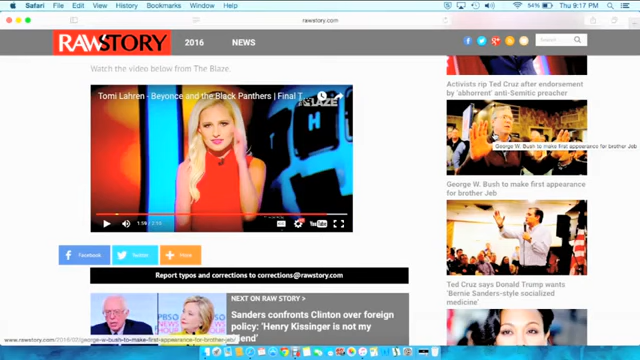 Safari File Edit View History Bookmarks Window Help
54% Thu 9:17 PM
rawstory.com
RAWSTORY 2016 NEWS
Search
Watch the video below from The Blaze.
Tomi Lahren - Beyonce and the Black Panthers | Final T...
BLAZE
YouTube
Facebook Twitter
Report typos and corrections to corrections@rawstory.com
PBS
NEXT ON RAW STORY >
Sanders confronts Clinton over foreign
policy: 'Henry Kissinger is not my
Activists rip Ted Cruz after endorsement
by 'abhorrent' anti-Semitic preacher
George W. Bush to make first appearance for brother Jeb
George W. Bush to make first appearance
for brother Jeb
Ted Cruz says Donald Trump wants
'Bernie Sanders-style socialized
medicine'
www.rawstory.com/2016/02/george-w-bush-to-make-first-appearance-for-brother-jeb/